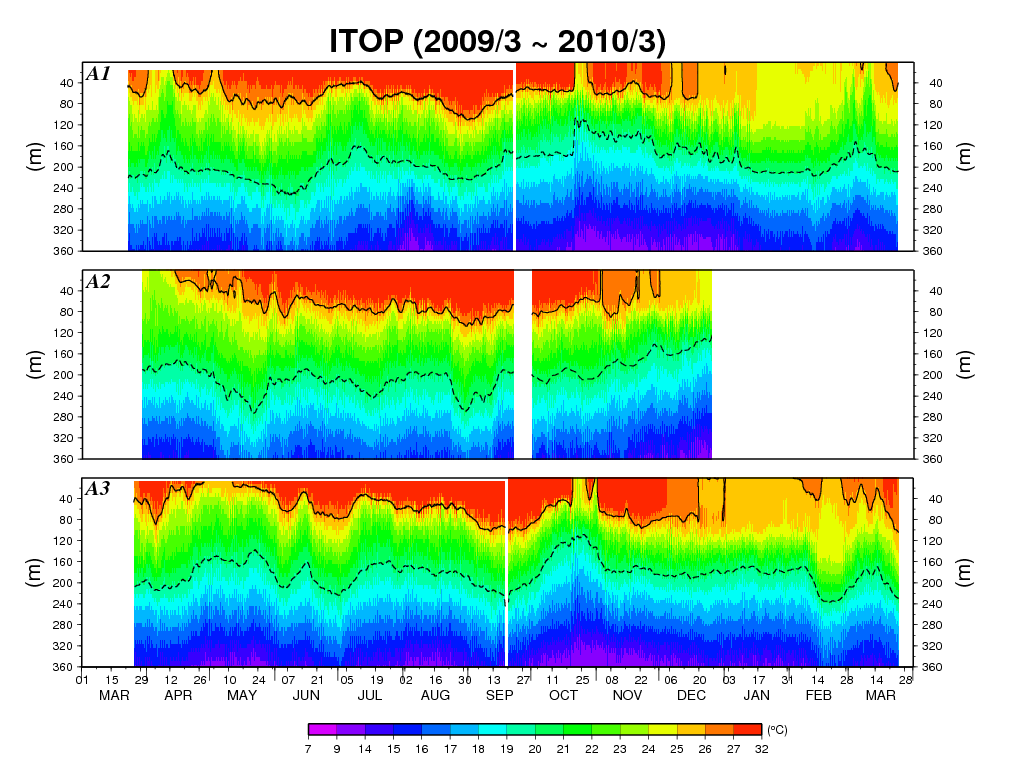 ITOP (2009/3 ~ 2010/3)
A1
40 40
80 80
120 120
(m) 160 160 (m)
200 200
240 240
280 280
320 320
360 360
A2
40 40
80 80
120 120
(m) 160 160 (m)
200 200
240 240
280 280
320 320
360 360
A3
40 40
80 80
120 120
(m) 160 160 (m)
200 200
240 240
280 280
320 320
360 360
01 15 29 12 26 10 24 07 21 05 19 02 16 30 13 27 11 25 08 22 06 20 03 17 31 14 28 14 28
MAR APR MAY JUN JUL AUG SEP OCT NOV DEC JAN FEB MAR
(ºC)
7 9 14 15 16 17 18 19 20 21 22 23 24 25 26 27 32